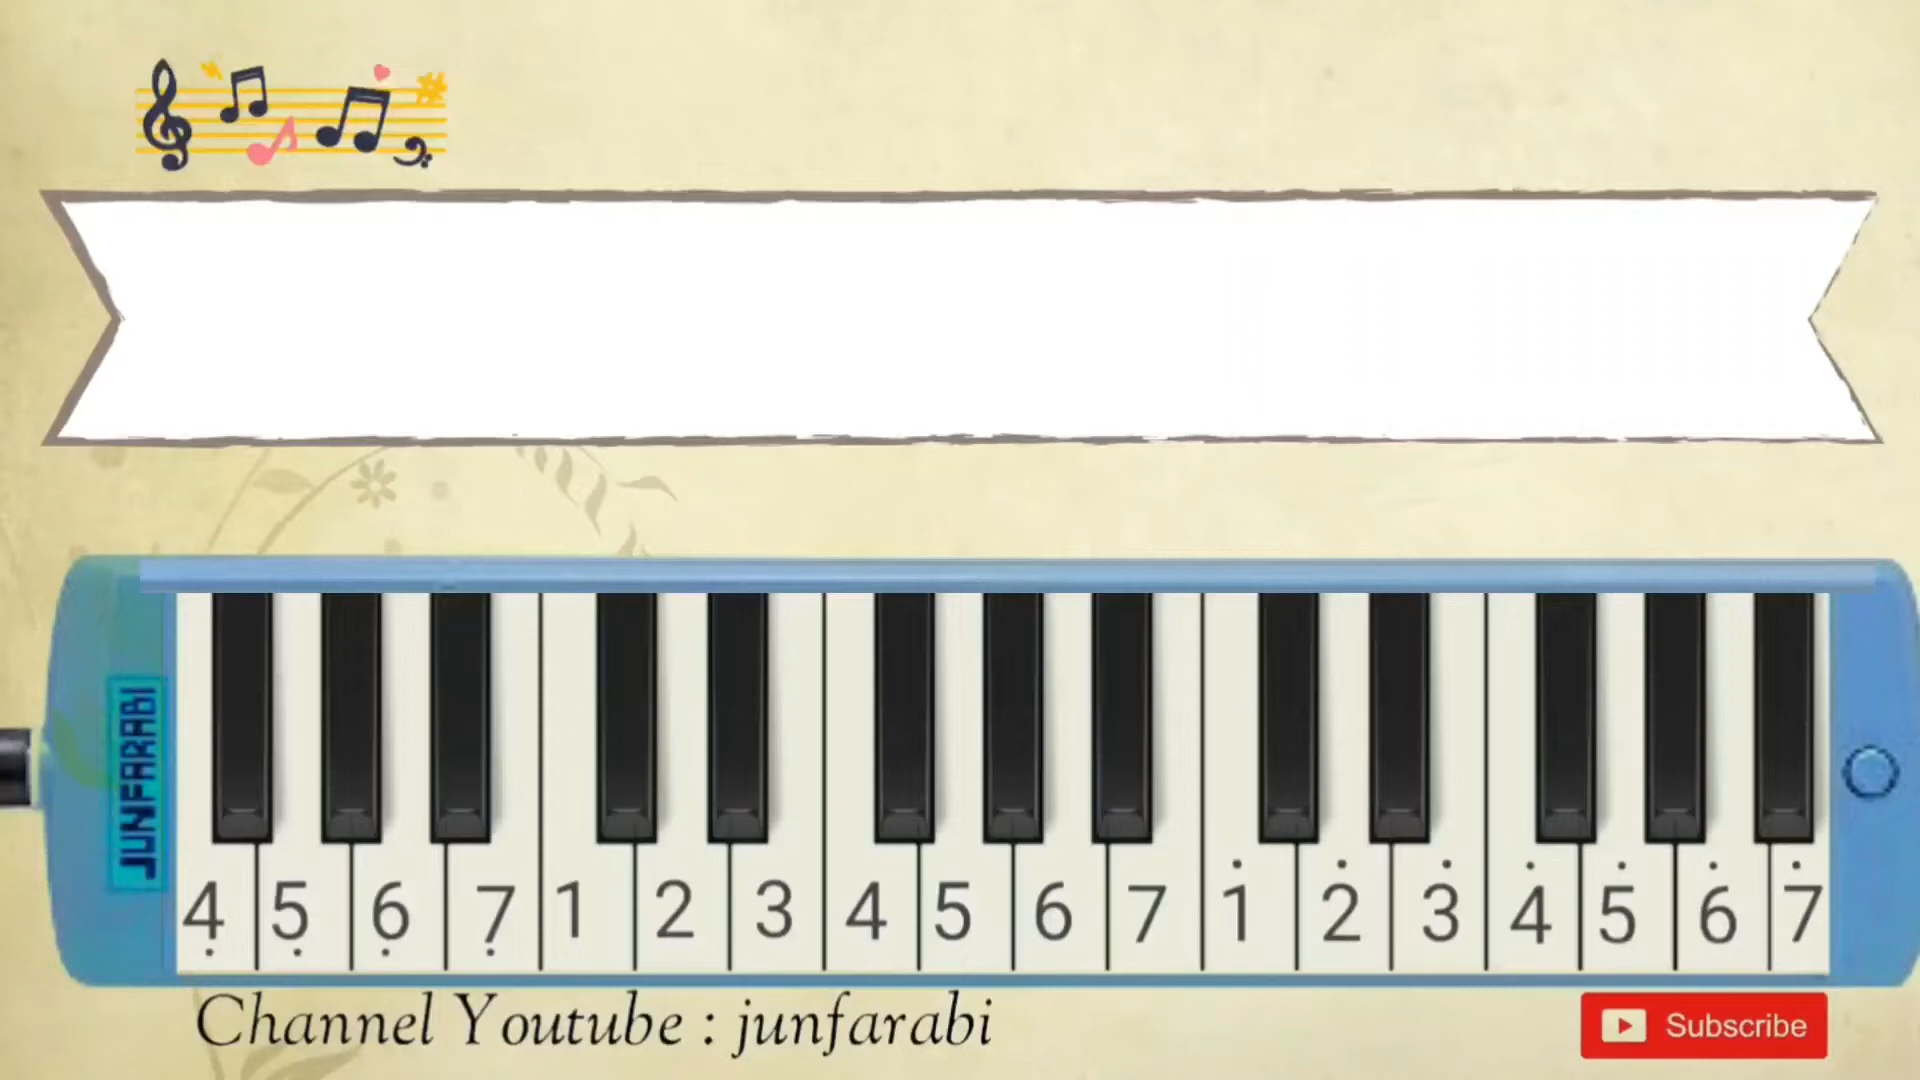 JUNFARABI
4̣ 5̣ 6̣ 7̣ 1 2 3 4 5 6 7 1̇ 2̇ 3̇ 4̇ 5̇ 6̇ 7̇
Channel Youtube : junfarabi
Subscribe